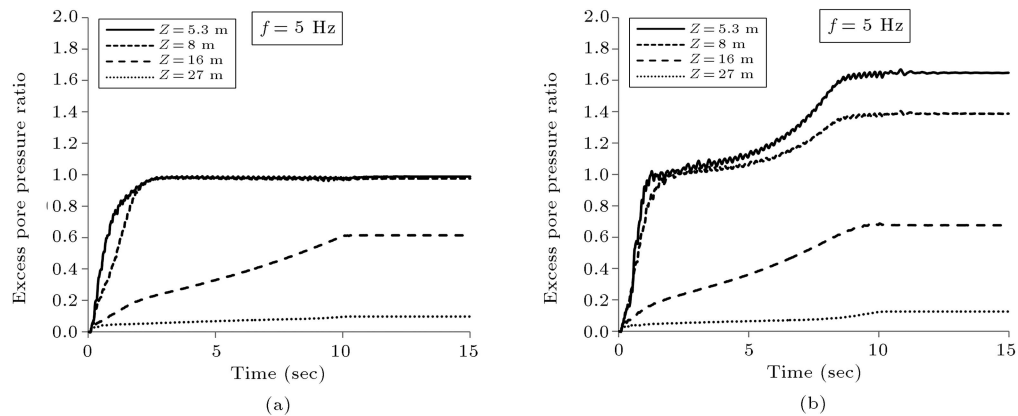 f = 5 Hz
Z = 5.3 m
Z = 8 m
Z = 16 m
Z = 27 m
Excess pore pressure ratio
2.0
1.8
1.6
1.4
1.2
1.0
0.8
0.6
0.4
0.2
0.0
0
5
10
15
Time (sec)
(a)
f = 5 Hz
Z = 5.3 m
Z = 8 m
Z = 16 m
Z = 27 m
Excess pore pressure ratio
2.0
1.8
1.6
1.4
1.2
1.0
0.8
0.6
0.4
0.2
0.0
0
5
10
15
Time (sec)
(b)